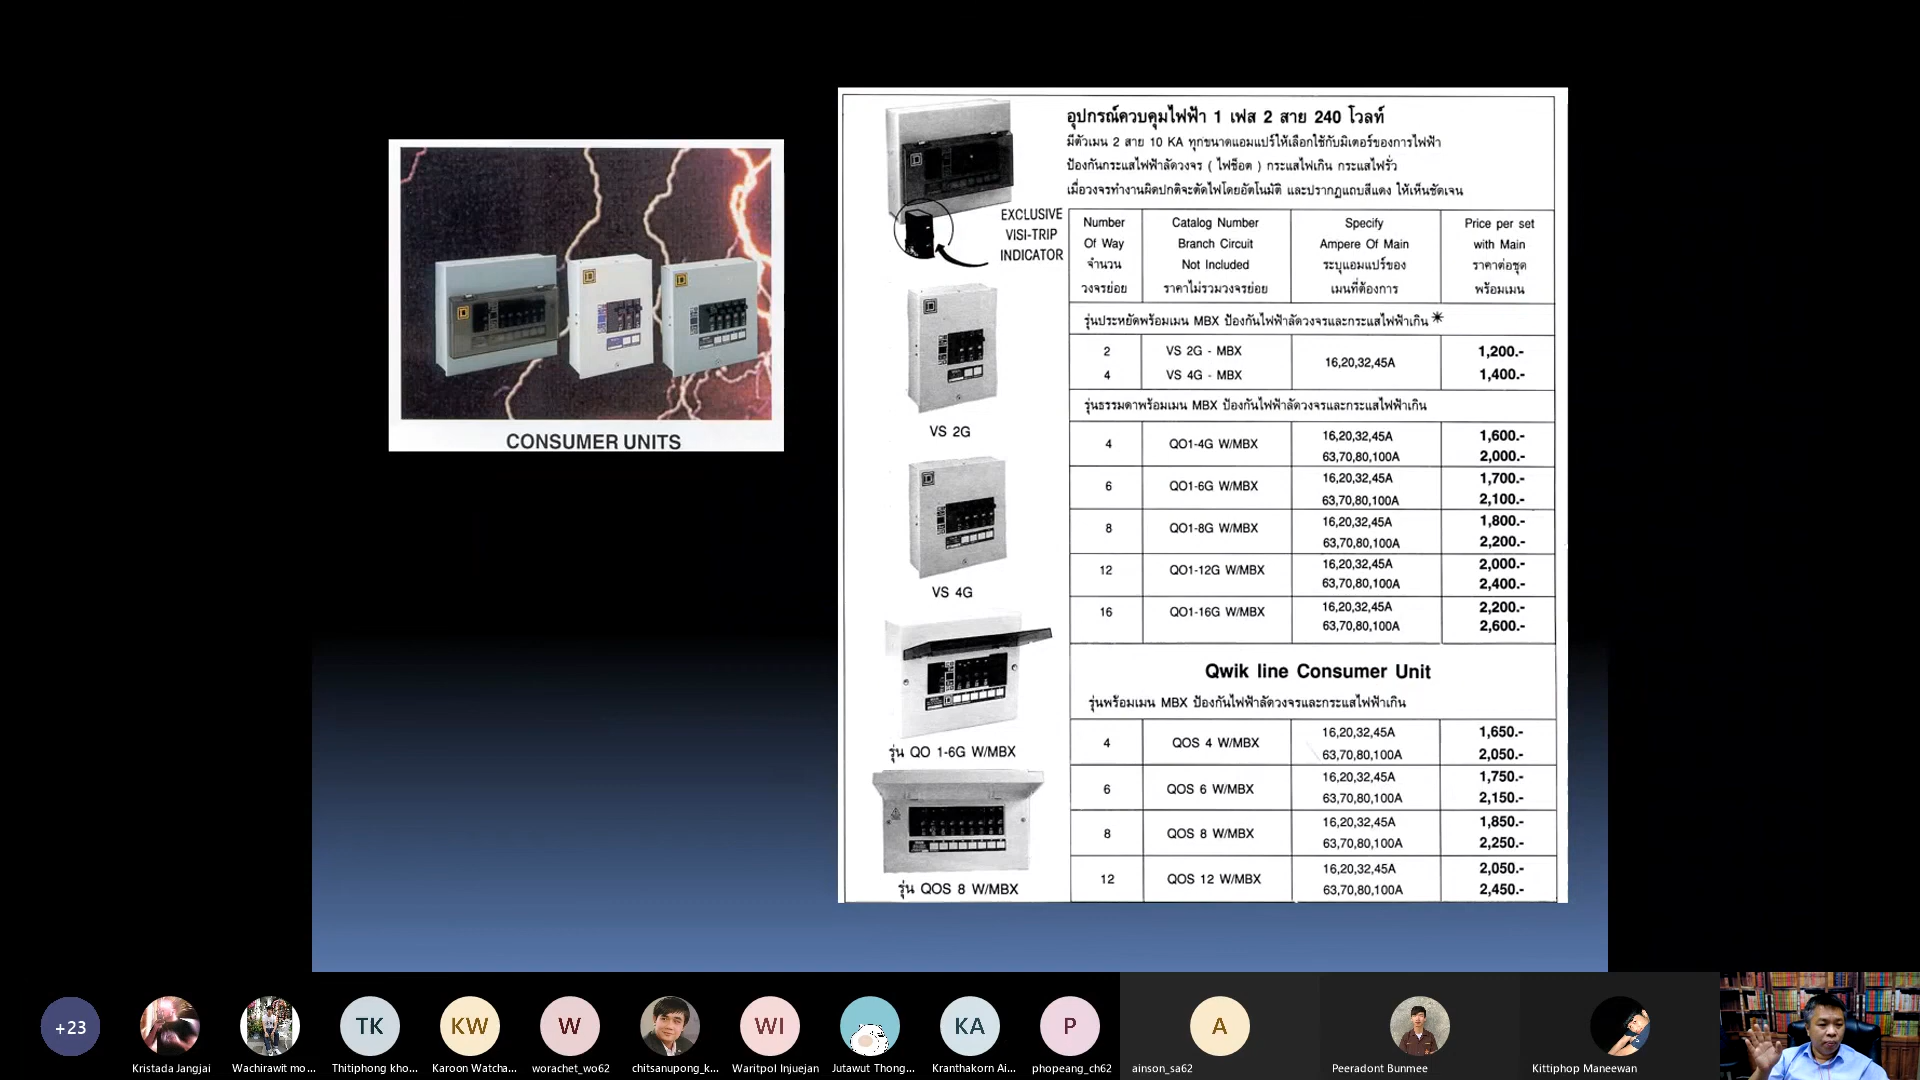 CONSUMER UNITS
อุปกรณ์ควบคุมไฟฟ้า 1 เฟส 2 สาย 240 โวลท์
มีตัวเมน 2 สาย 10 KA ทุกขนาดแอมแปร์ให้เลือกใช้กับมิเตอร์ของการไฟฟ้า
ป้องกันกระแสไฟฟ้าลัดวงจร ( ไฟช็อต ) กระแสไฟเกิน กระแสไฟรั่ว
เมื่อวงจรทำงานผิดปกติจะตัดไฟโดยอัตโนมัติ และปรากฏแถบสีแดง ให้เห็นชัดเจน
EXCLUSIVE
VISI-TRIP
INDICATOR
VS 2G
VS 4G
รุ่น QO 1-6G W/MBX
รุ่น QOS 8 W/MBX
Number Catalog Number Specify Price per set
Of Way Branch Circuit Ampere Of Main with Main
จำนวน Not Included ระบุแอมแปร์ของ ราคาต่อชุด
วงจรย่อย ราคาไม่รวมวงจรย่อย เมนที่ต้องการ พร้อมเมน
รุ่นประหยัดพร้อมเมน MBX ป้องกันไฟฟ้าลัดวงจรและกระแสไฟฟ้าเกิน *
2 VS 2G - MBX 16,20,32,45A 1,200.-
4 VS 4G - MBX 1,400.-
รุ่นธรรมดาพร้อมเมน MBX ป้องกันไฟฟ้าลัดวงจรและกระแสไฟฟ้าเกิน
4 QO1-4G W/MBX 16,20,32,45A 1,600.-
63,70,80,100A 2,000.-
6 QO1-6G W/MBX 16,20,32,45A 1,700.-
63,70,80,100A 2,100.-
8 QO1-8G W/MBX 16,20,32,45A 1,800.-
63,70,80,100A 2,200.-
12 QO1-12G W/MBX 16,20,32,45A 2,000.-
63,70,80,100A 2,400.-
16 QO1-16G W/MBX 16,20,32,45A 2,200.-
63,70,80,100A 2,600.-
Qwik line Consumer Unit
รุ่นพร้อมเมน MBX ป้องกันไฟฟ้าลัดวงจรและกระแสไฟฟ้าเกิน
4 QOS 4 W/MBX 16,20,32,45A 1,650.-
63,70,80,100A 2,050.-
6 QOS 6 W/MBX 16,20,32,45A 1,750.-
63,70,80,100A 2,150.-
8 QOS 8 W/MBX 16,20,32,45A 1,850.-
63,70,80,100A 2,250.-
12 QOS 12 W/MBX 16,20,32,45A 2,050.-
63,70,80,100A 2,450.-
+23 TK KW W WI KA P A
Kristada Jangjai Wachirawit mo... Thitiphong kho... Karoon Watcha... worachet_wo62 chitsanupong_k... Waritpol Injuejan Jutawut Thong... Kranthakorn Ai... phopeang_ch62 ainson_sa62 Peeradont Bunmee Kittiphop Maneewan